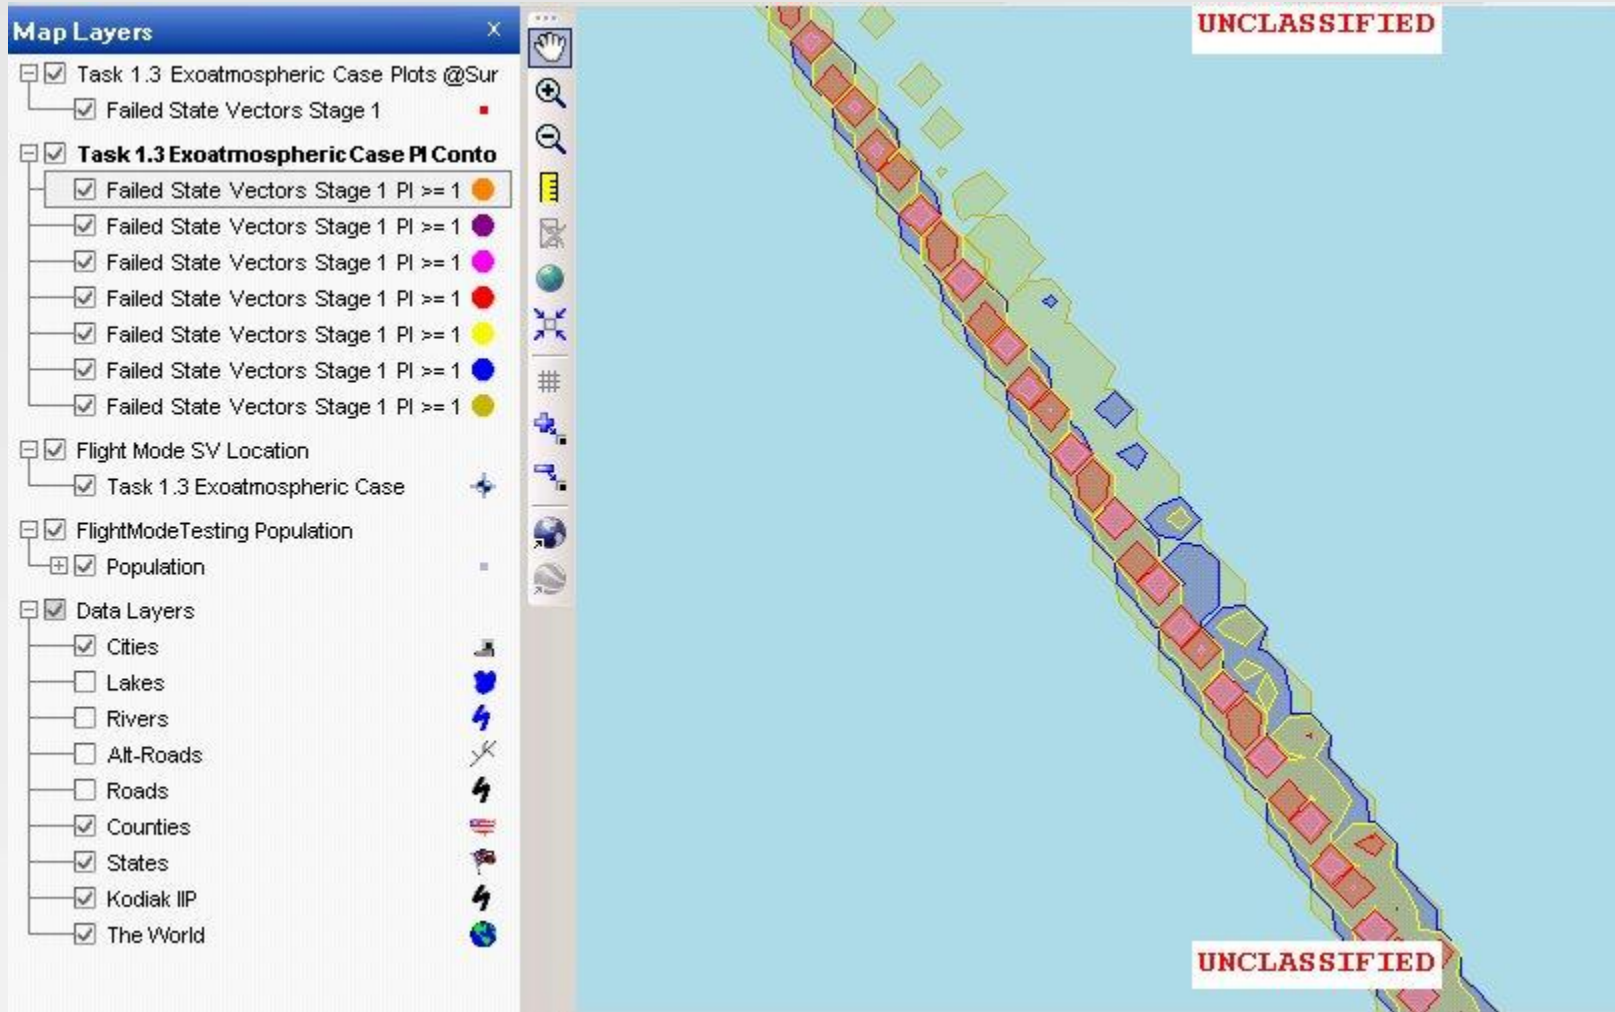 Map Layers
X
UNCLASSIFIED
Task 1.3 Exoatmospheric Case Plots @Sur
Failed State Vectors Stage 1
Task 1.3 Exoatmospheric Case PI Conto
Failed State Vectors Stage 1 PI >= 1
Failed State Vectors Stage 1 PI >= 1
Failed State Vectors Stage 1 PI >= 1
Failed State Vectors Stage 1 PI >= 1
Failed State Vectors Stage 1 PI >= 1
Failed State Vectors Stage 1 PI >= 1
Failed State Vectors Stage 1 PI >= 1
Flight Mode SV Location
Task 1.3 Exoatmospheric Case
FlightModeTesting Population
Population
Data Layers
Cities
Lakes
Rivers
Alt-Roads
Roads
Counties
States
Kodiak IIP
The World
UNCLASSIFIED